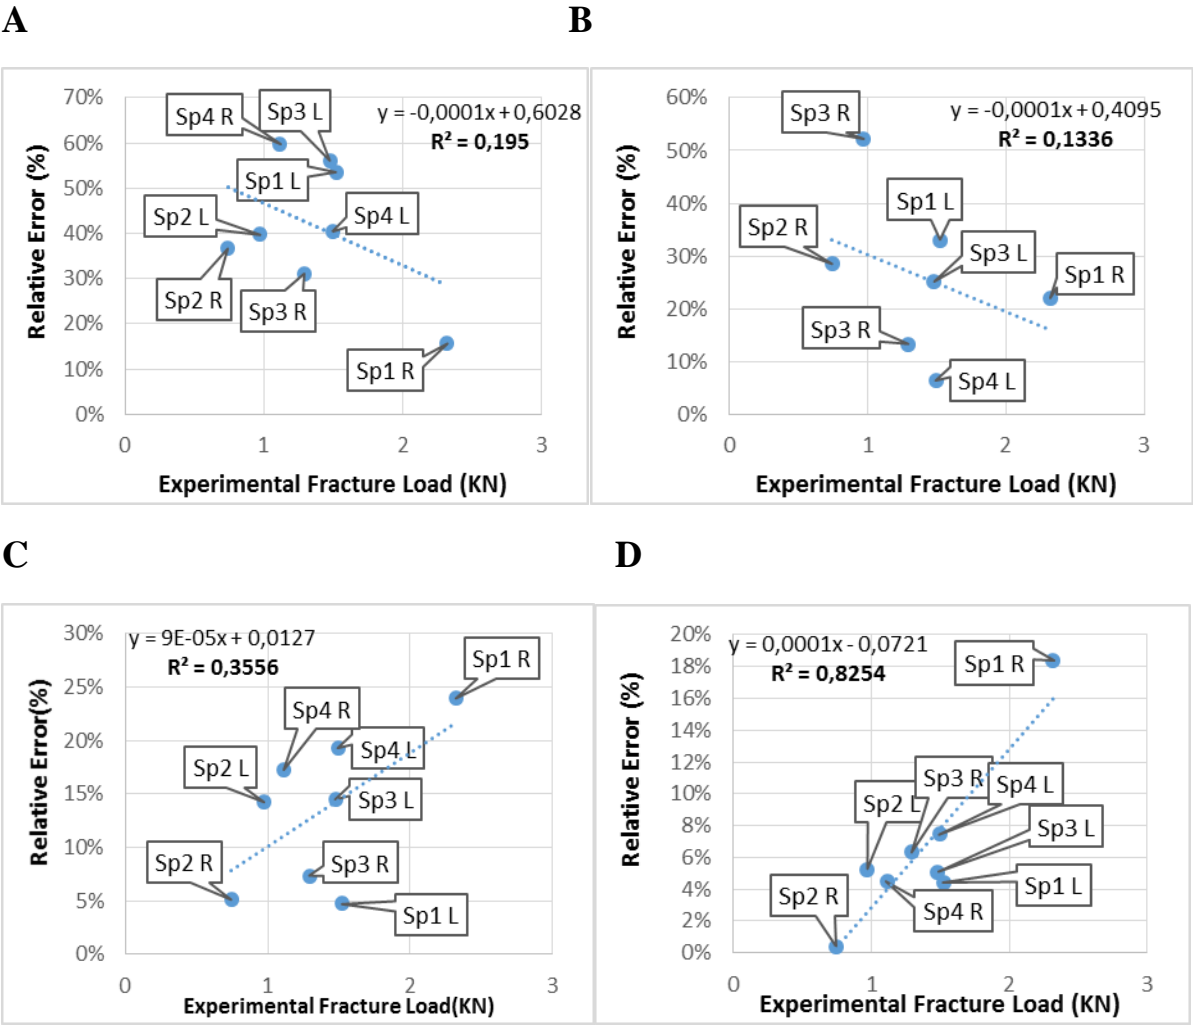 A
B
70%
60%
50%
40%
30%
20%
10%
0%
0
1
2
3
Relative Error (%)
Experimental Fracture Load (KN)
y = -0,0001x + 0,6028
R² = 0,195
Sp4 R
Sp3 L
Sp1 L
Sp2 L
Sp4 L
Sp2 R
Sp3 R
Sp1 R
60%
50%
40%
30%
20%
10%
0%
0
1
2
3
Relative Error (%)
Experimental Fracture Load (KN)
y = -0,0001x + 0,4095
R² = 0,1336
Sp3 R
Sp1 L
Sp2 R
Sp3 L
Sp1 R
Sp3 R
Sp4 L
C
D
30%
25%
20%
15%
10%
5%
0%
0
1
2
3
Relative Error(%)
Experimental Fracture Load(KN)
y = 9E-05x + 0,0127
R² = 0,3556
Sp1 R
Sp4 R
Sp4 L
Sp2 L
Sp3 L
Sp2 R
Sp3 R
Sp1 L
20%
18%
16%
14%
12%
10%
8%
6%
4%
2%
0%
0
1
2
3
Relative Error (%)
Experimental Fracture Load (KN)
y = 0,0001x - 0,0721
R² = 0,8254
Sp1 R
Sp3 R
Sp4 L
Sp2 L
Sp3 L
Sp1 L
Sp2 R
Sp4 R